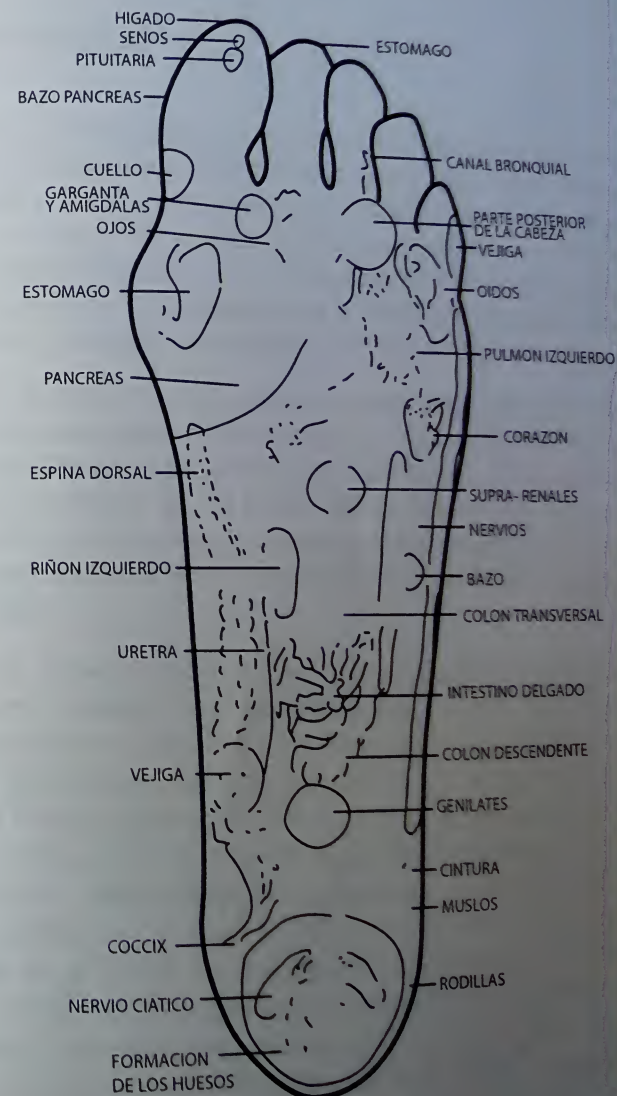 HIGADO
SENOS
PITUITARIA
BAZO PANCREAS
CUELLO
GARGANTA
Y AMIGDALAS
OJOS
ESTOMAGO
PANCREAS
ESPINA DORSAL
RIÑON IZQUIERDO
URETRA
VEJIGA
COCCIX
NERVIO CIATICO
FORMACION
DE LOS HUESOS
ESTOMAGO
CANAL BRONQUIAL
PARTE POSTERIOR
DE LA CABEZA
VEJIGA
OIDOS
PULMON IZQUIERDO
CORAZON
SUPRA- RENALES
NERVIOS
BAZO
COLON TRANSVERSAL
INTESTINO DELGADO
COLON DESCENDENTE
GENILATES
CINTURA
MUSLOS
RODILLAS